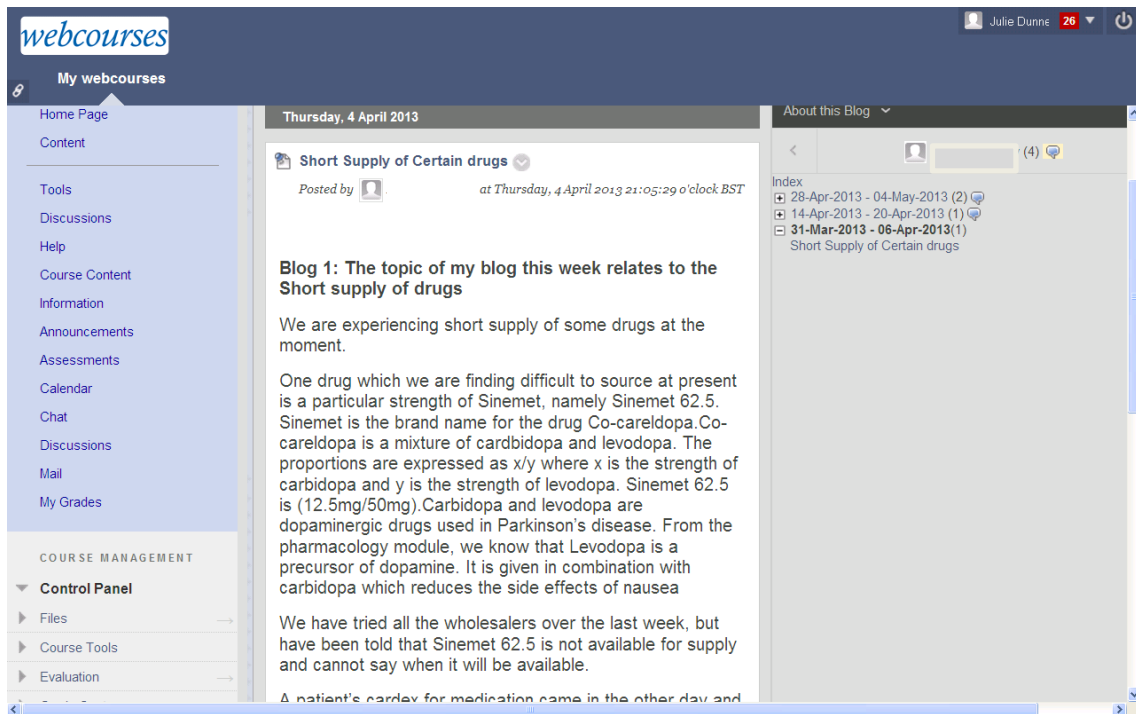 webcourses
Julie Dunne 26
My webcourses
Home Page
Content
Tools
Discussions
Help
Course Content
Information
Announcements
Assessments
Calendar
Chat
Discussions
Mail
My Grades
COURSE MANAGEMENT
Control Panel
Files
Course Tools
Evaluation
Thursday, 4 April 2013
Short Supply of Certain drugs
Posted by at Thursday, 4 April 2013 21:05:29 o'clock BST
Blog 1: The topic of my blog this week relates to the
Short supply of drugs
We are experiencing short supply of some drugs at the
moment.
One drug which we are finding difficult to source at present
is a particular strength of Sinemet, namely Sinemet 62.5.
Sinemet is the brand name for the drug Co-careldopa.Co-
careldopa is a mixture of cardbidopa and levodopa. The
proportions are expressed as x/y where x is the strength of
carbidopa and y is the strength of levodopa. Sinemet 62.5
is (12.5mg/50mg).Carbidopa and levodopa are
dopaminergic drugs used in Parkinson's disease. From the
pharmacology module, we know that Levodopa is a
precursor of dopamine. It is given in combination with
carbidopa which reduces the side effects of nausea
We have tried all the wholesalers over the last week, but
have been told that Sinemet 62.5 is not available for supply
and cannot say when it will be available.
A patient's cardex for medication came in the other day and
About this Blog
(4)
Index
28-Apr-2013 - 04-May-2013 (2)
14-Apr-2013 - 20-Apr-2013 (1)
31-Mar-2013 - 06-Apr-2013(1)
Short Supply of Certain drugs